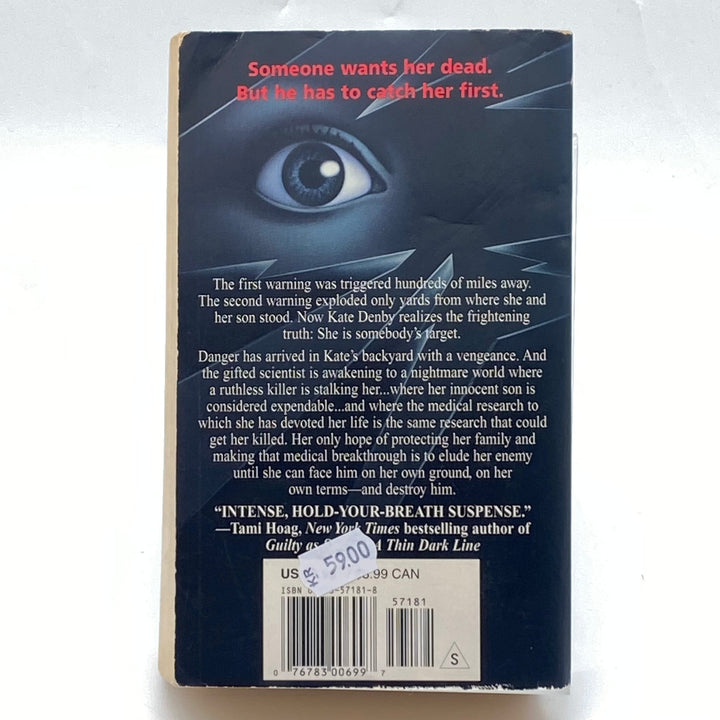 Someone wants her dead.
But he has to catch her first.
The first warning was triggered hundreds of miles away.
The second warning exploded only yards from where she and
her son stood. Now Kate Denby realizes the frightening
truth: She is somebody's target.
Danger has arrived in Kate's backyard with a vengeance. And
the gifted scientist is awakening to a nightmare world where
a ruthless killer is stalking her...where her innocent son is
considered expendable...and where the medical research to
which she has devoted her life is the same research that could
get her killed. Her only hope of protecting her family and
making that medical breakthrough is to elude her enemy
until she can face him on her own ground, on her
own terms—and destroy him.
“INTENSE, HOLD-YOUR-BREATH SUSPENSE.”
—Tami Hoag, New York Times bestselling author of
Guilty as A Thin Dark Line
KR 59.00
US .99 CAN
ISBN 57181-8
57181
S
0 76783 00699 7